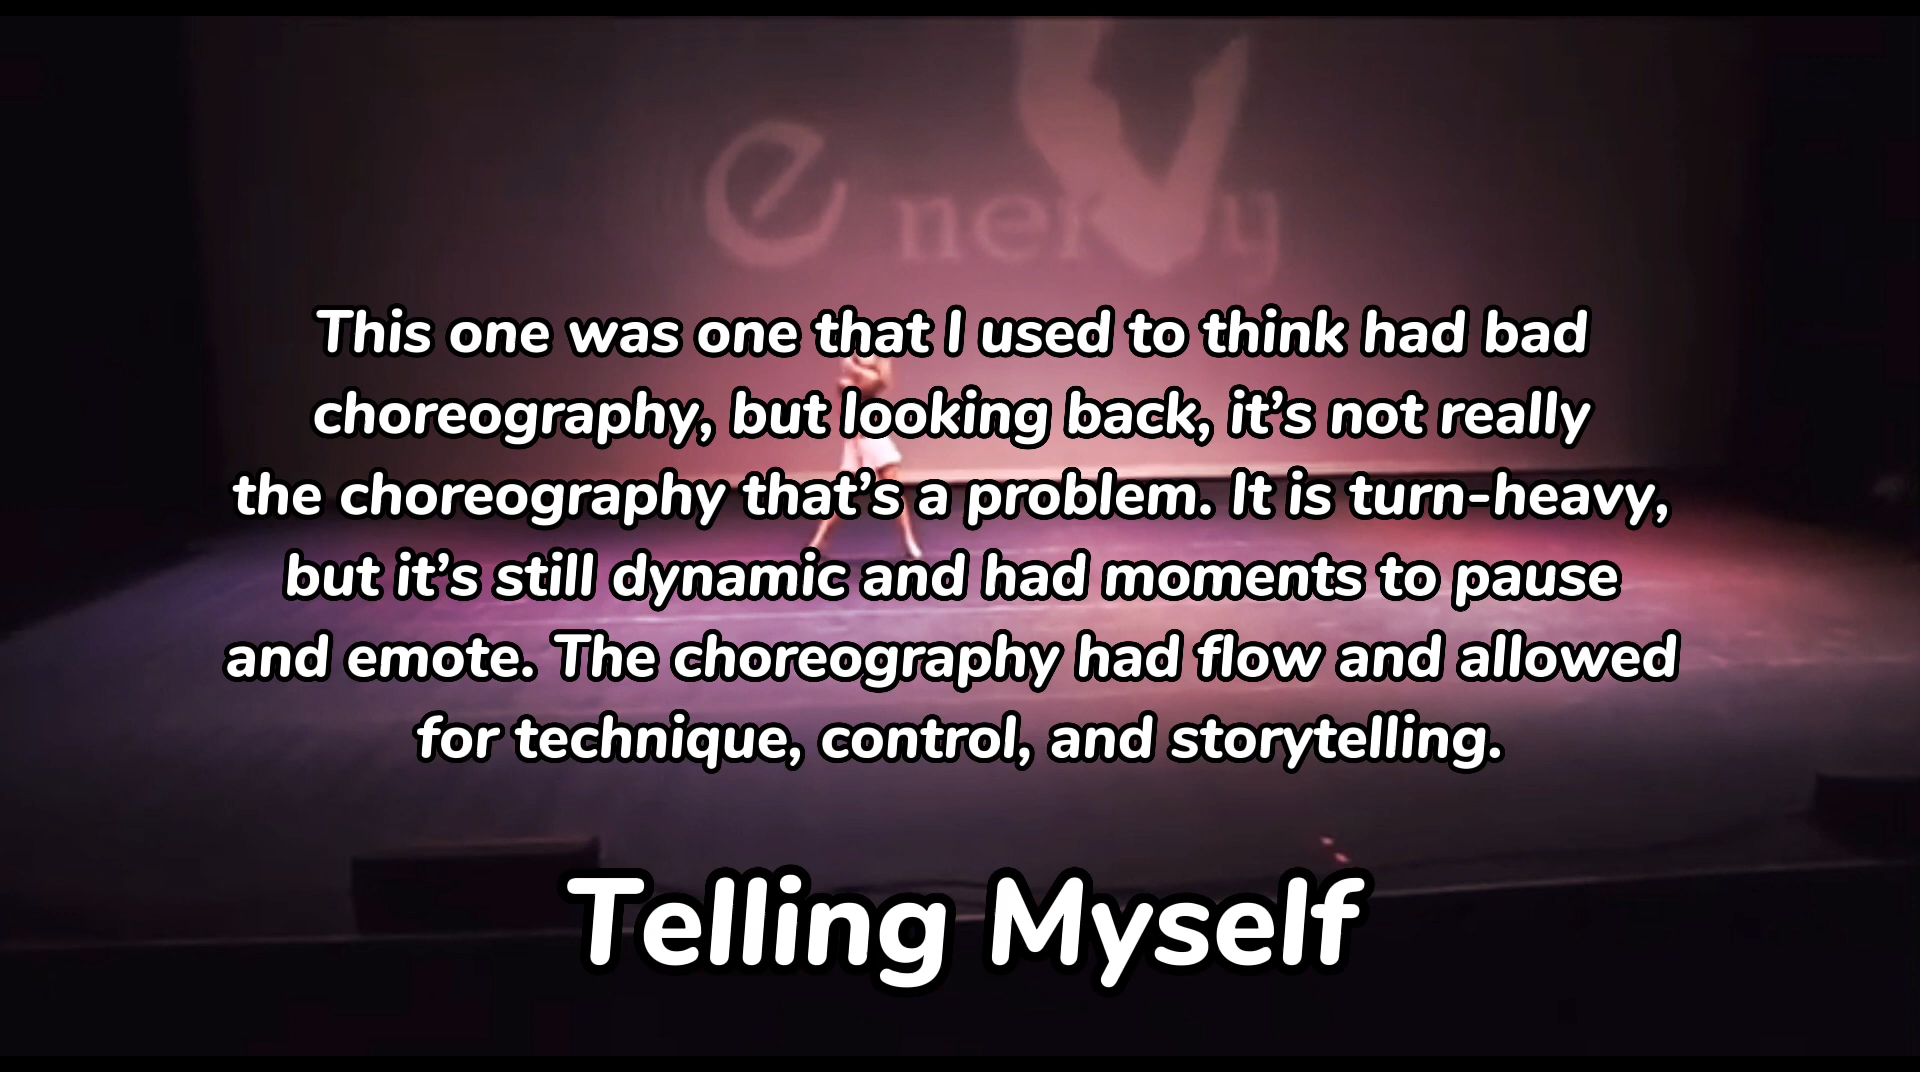 enerGy
This one was one that I used to think had bad
choreography, but looking back, it’s not really
the choreography that’s a problem. It is turn-heavy,
but it’s still dynamic and had moments to pause
and emote. The choreography had flow and allowed
for technique, control, and storytelling.
Telling Myself